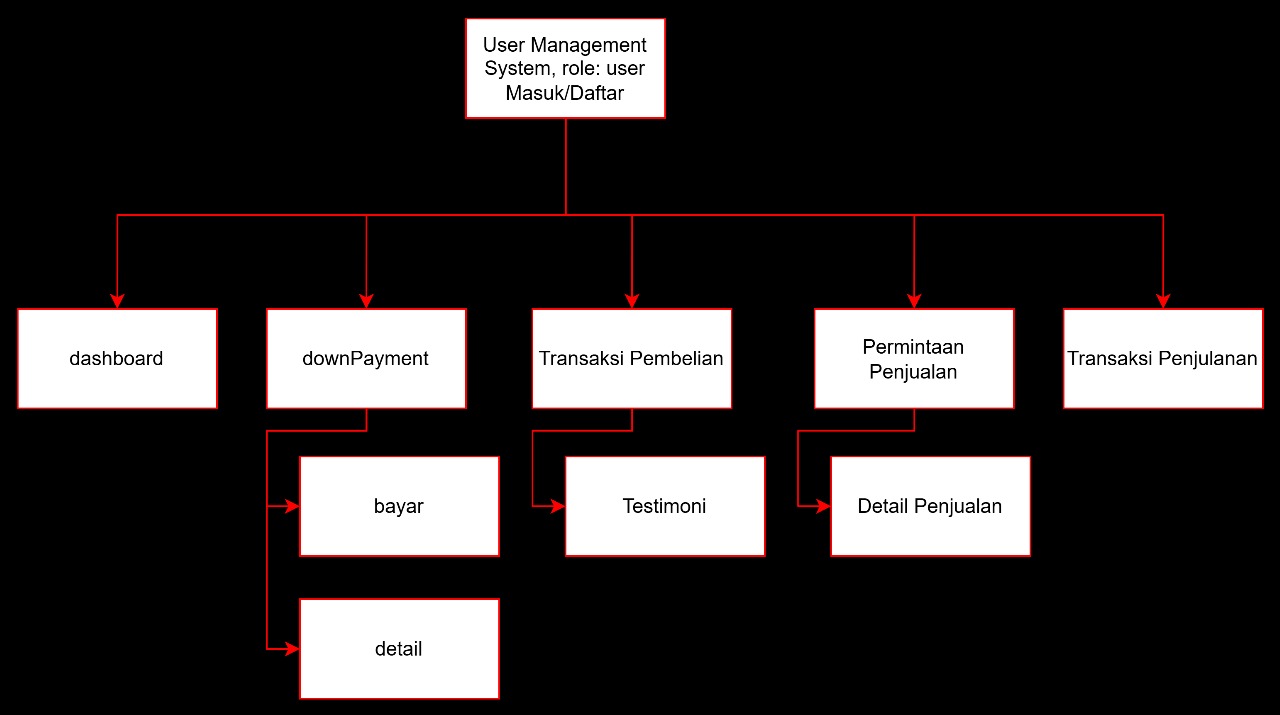 User Management
System, role: user
Masuk/Daftar
dashboard
downPayment
Transaksi Pembelian
Permintaan
Penjualan
Transaksi Penjulanan
bayar
Testimoni
Detail Penjualan
detail